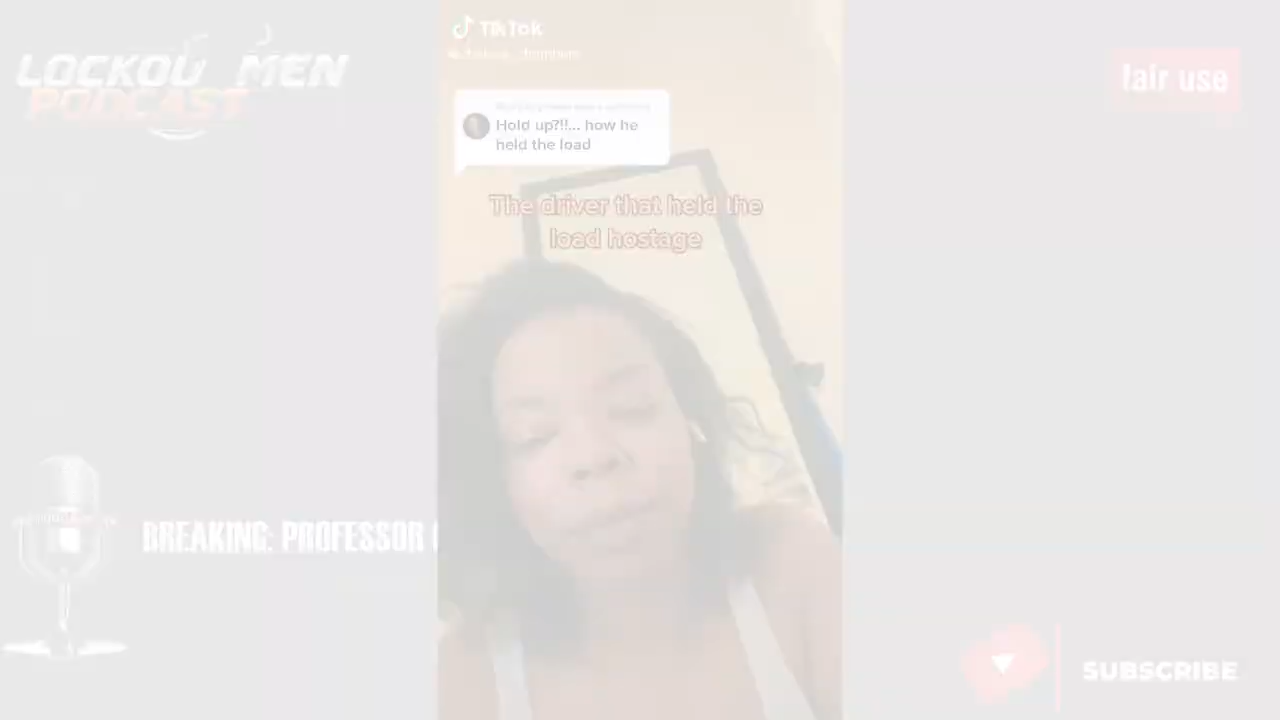 LOCKOU MEN
PODCAST
TikTok
fair use
Hold up?!!... how he
held the load
The driver that held the
load hostage
BREAKING: PROFESSOR
SUBSCRIBE